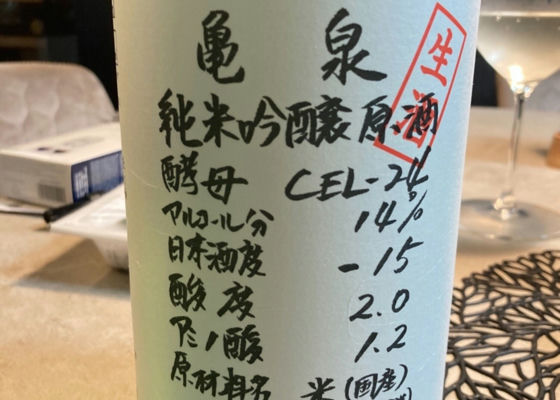 亀泉
生酒
純米吟醸原酒
酵母 CEL-24
アルコール分 14%
日本酒度 -15
酸度 2.0
アミノ酸 1.2
原材料名 米(国産)